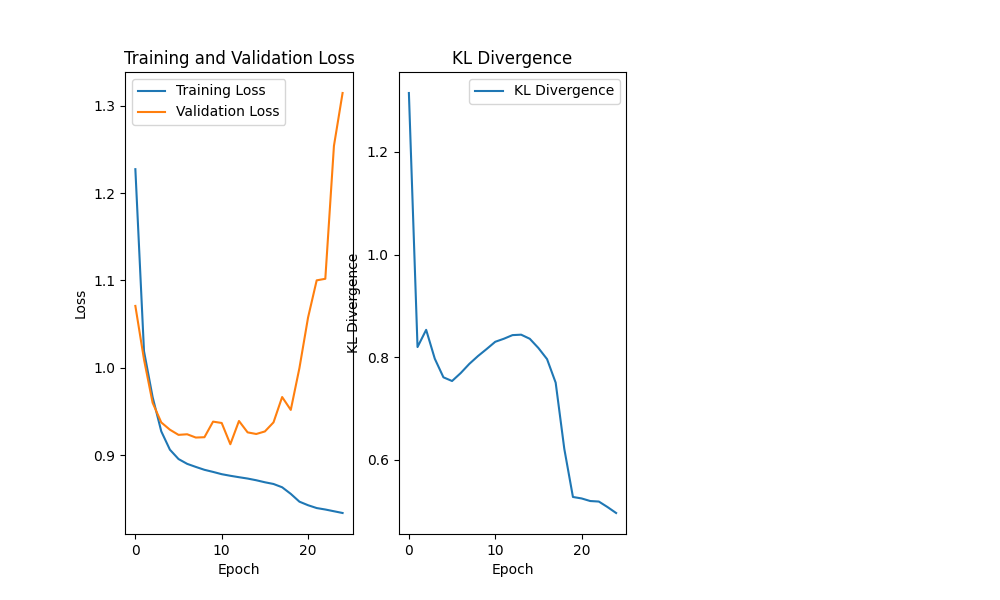 Training and Validation Loss
Training Loss
Validation Loss
Loss
1.3
1.2
1.1
1.0
0.9
0
10
20
Epoch
KL Divergence
KL Divergence
KL Divergence
1.2
1.0
0.8
0.6
0
10
20
Epoch